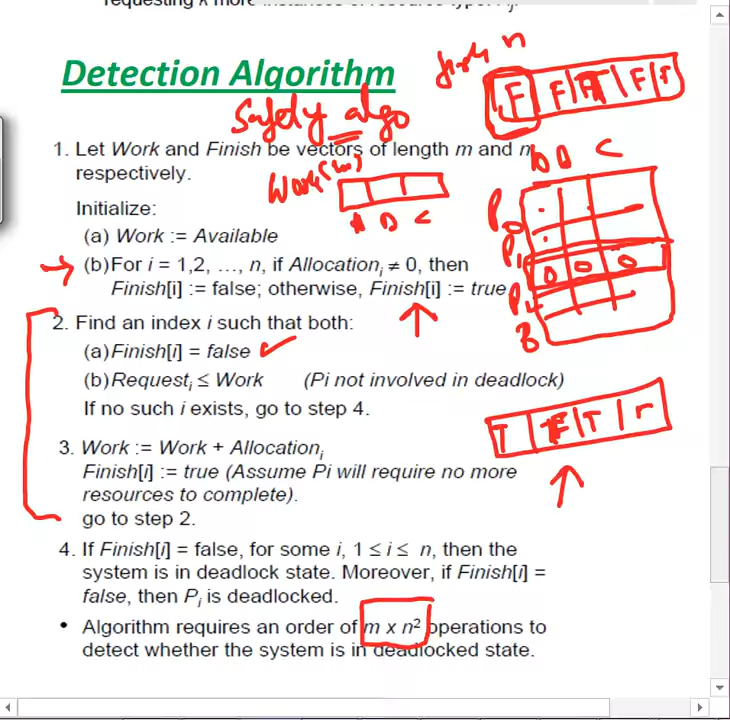 Detection Algorithm
Safety algo
n
F F F T F F
1. Let Work and Finish be vectors of length m and n
respectively.
Work(m)
A B C
Initialize:
(a) Work := Available
(b) For i = 1,2, …, n, if Allocationᵢ ≠ 0, then
Finish[i] := false; otherwise, Finish[i] := true
P0
P1
0 0 0
2. Find an index i such that both:
(a) Finish[i] = false
(b) Requestᵢ ≤ Work (Pi not involved in deadlock)
If no such i exists, go to step 4.
T F T r
3. Work := Work + Allocationᵢ
Finish[i] := true (Assume Pi will require no more
resources to complete).
go to step 2.
4. If Finish[i] = false, for some i, 1 ≤ i ≤ n, then the
system is in deadlock state. Moreover, if Finish[i] =
false, then Pᵢ is deadlocked.
• Algorithm requires an order of m x n² operations to
detect whether the system is in deadlocked state.